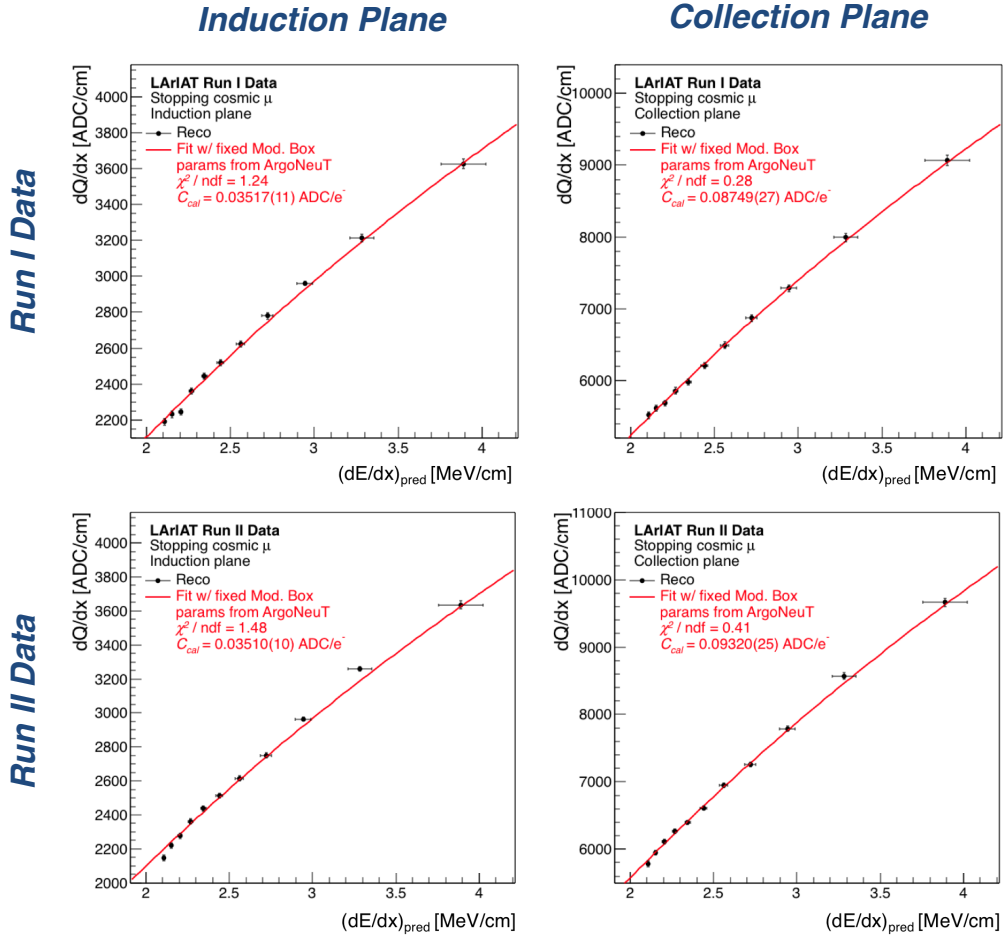 Induction Plane
Collection Plane
Run I Data
dQ/dx [ADC/cm]
4000
3800
3600
3400
3200
3000
2800
2600
2400
2200
LArIAT Run I Data
Stopping cosmic μ
Induction plane
Reco
Fit w/ fixed Mod. Box
params from ArgoNeuT
χ² / ndf = 1.24
C_cal = 0.03517(11) ADC/e⁻
2 2.5 3 3.5 4
(dE/dx)pred [MeV/cm]
dQ/dx [ADC/cm]
10000
9000
8000
7000
6000
LArIAT Run I Data
Stopping cosmic μ
Collection plane
Reco
Fit w/ fixed Mod. Box
params from ArgoNeuT
χ² / ndf = 0.28
C_cal = 0.08749(27) ADC/e⁻
2 2.5 3 3.5 4
(dE/dx)pred [MeV/cm]
Run II Data
dQ/dx [ADC/cm]
4000
3800
3600
3400
3200
3000
2800
2600
2400
2200
2000
LArIAT Run II Data
Stopping cosmic μ
Induction plane
Reco
Fit w/ fixed Mod. Box
params from ArgoNeuT
χ² / ndf = 1.48
C_cal = 0.03510(10) ADC/e⁻
2 2.5 3 3.5 4
(dE/dx)pred [MeV/cm]
dQ/dx [ADC/cm]
11000
10000
9000
8000
7000
6000
LArIAT Run II Data
Stopping cosmic μ
Collection plane
Reco
Fit w/ fixed Mod. Box
params from ArgoNeuT
χ² / ndf = 0.41
C_cal = 0.09320(25) ADC/e⁻
2 2.5 3 3.5 4
(dE/dx)pred [MeV/cm]